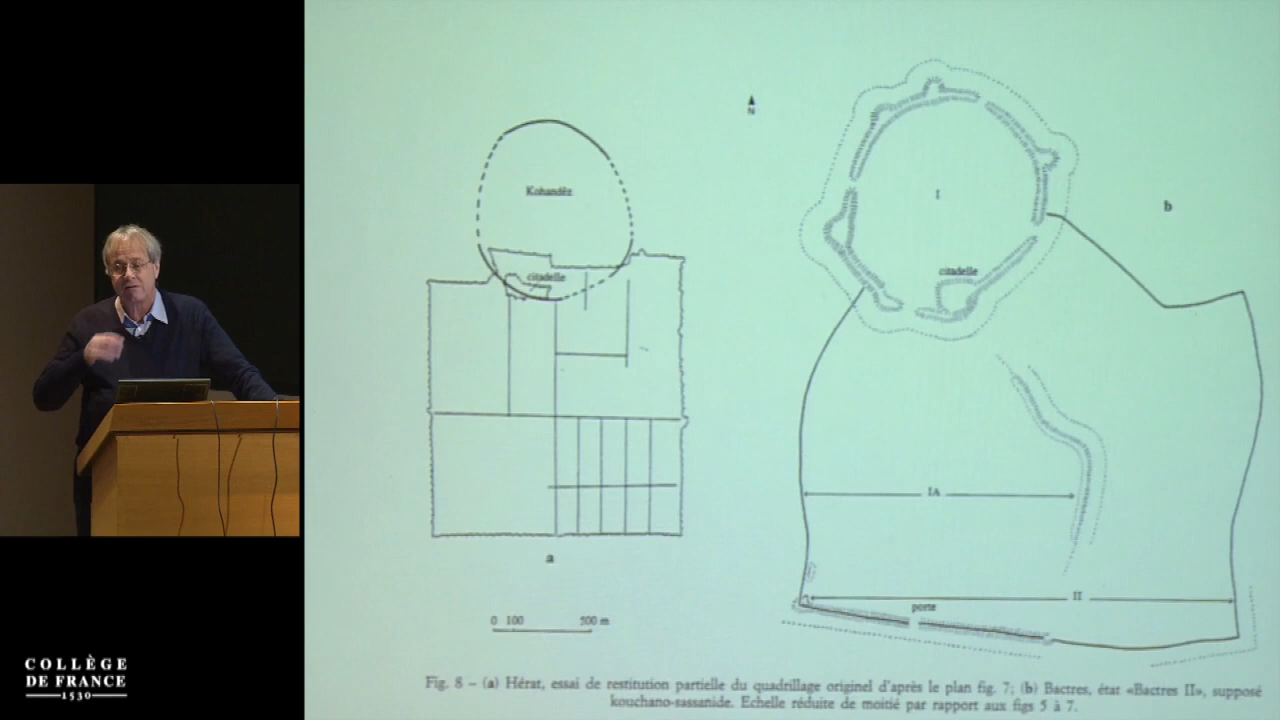 COLLÈGE
DE FRANCE
1530
N
Kohandêz
citadelle
a
0 100 500 m
I
b
citadelle
IA
II
porte
Fig. 8 – (a) Hérat, essai de restitution partielle du quadrillage originel d'après le plan fig. 7; (b) Bactres, état «Bactres II», supposé
kouchano-sassanide. Echelle réduite de moitié par rapport aux figs 5 à 7.